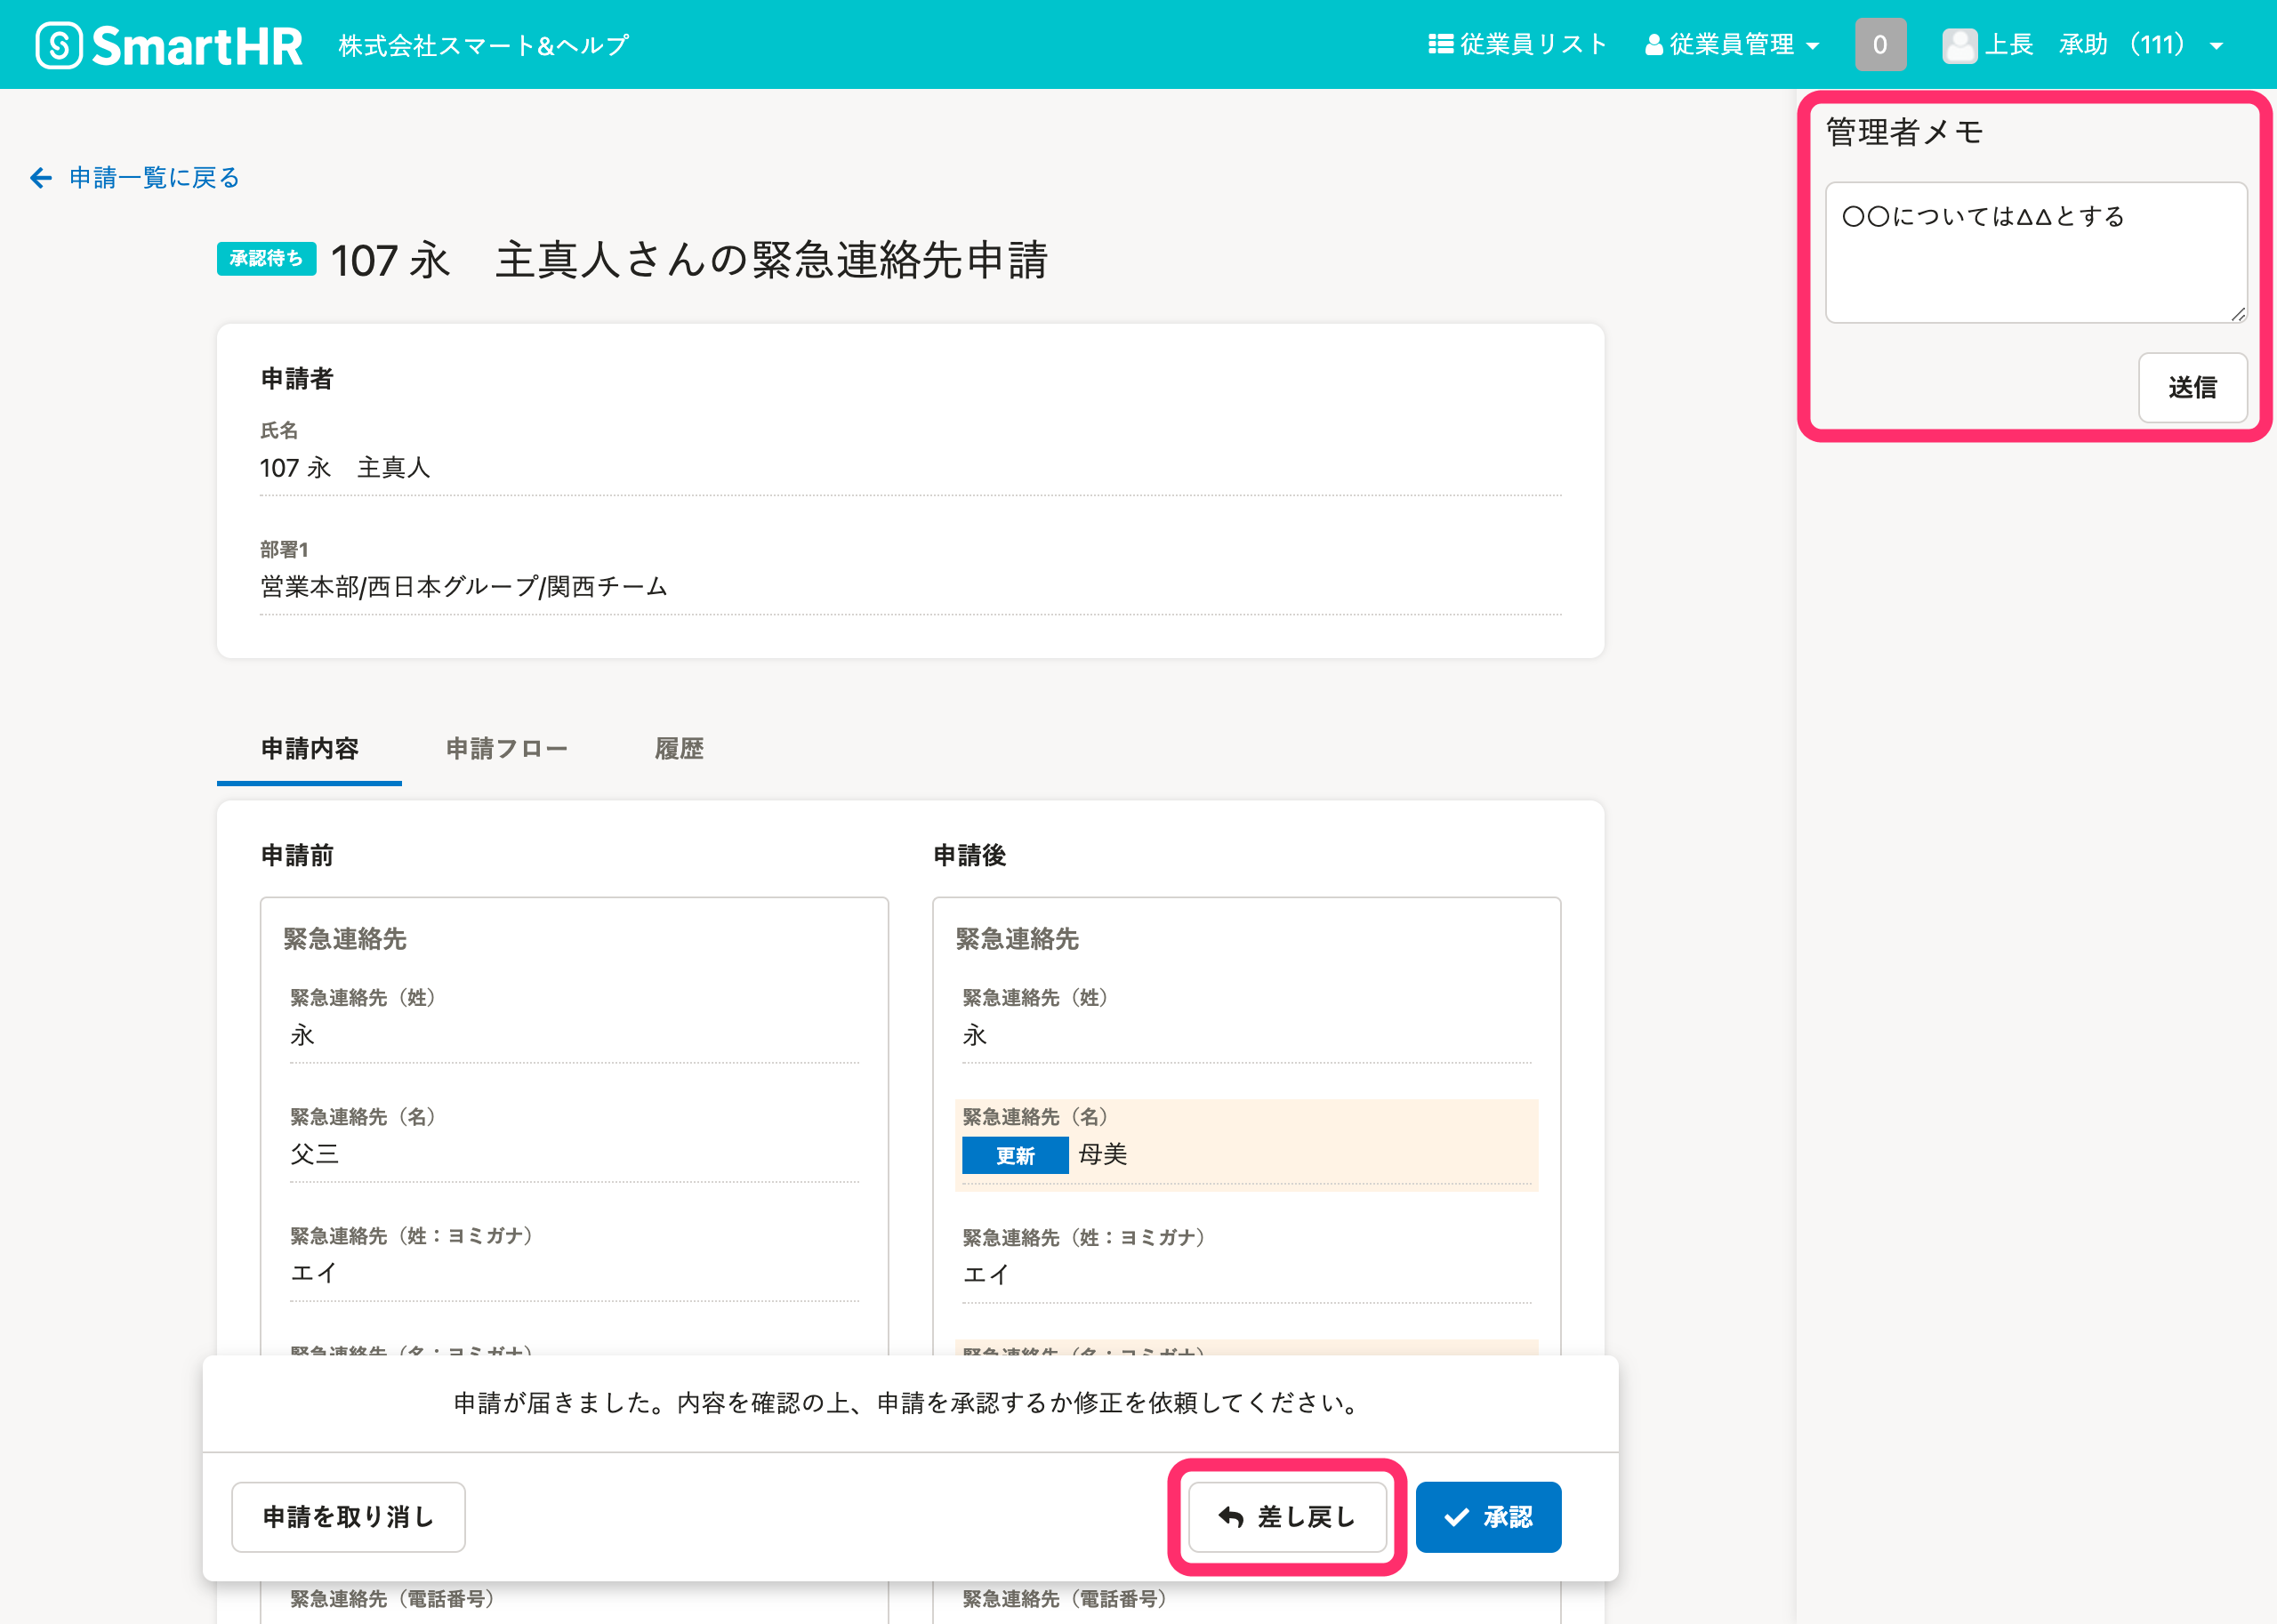 SmartHR 株式会社スマート&ヘルプ 従業員リスト 従業員管理 0 上長　承助 （111）
申請一覧に戻る
承認待ち 107 永　主真人さんの緊急連絡先申請
申請者
氏名
107 永　主真人
部署1
営業本部/西日本グループ/関西チーム
申請内容 申請フロー 履歴
申請前
緊急連絡先
緊急連絡先（姓）
永
緊急連絡先（名）
父三
緊急連絡先（姓：ヨミガナ）
エイ
緊急連絡先（名：ヨミガナ）
申請後
緊急連絡先
緊急連絡先（姓）
永
緊急連絡先（名）
更新 母美
緊急連絡先（姓：ヨミガナ）
エイ
緊急連絡先（名：ヨミガナ）
申請が届きました。内容を確認の上、申請を承認するか修正を依頼してください。
申請を取り消し 差し戻し 承認
緊急連絡先（電話番号） 緊急連絡先（電話番号）
管理者メモ
〇〇については△△とする
送信